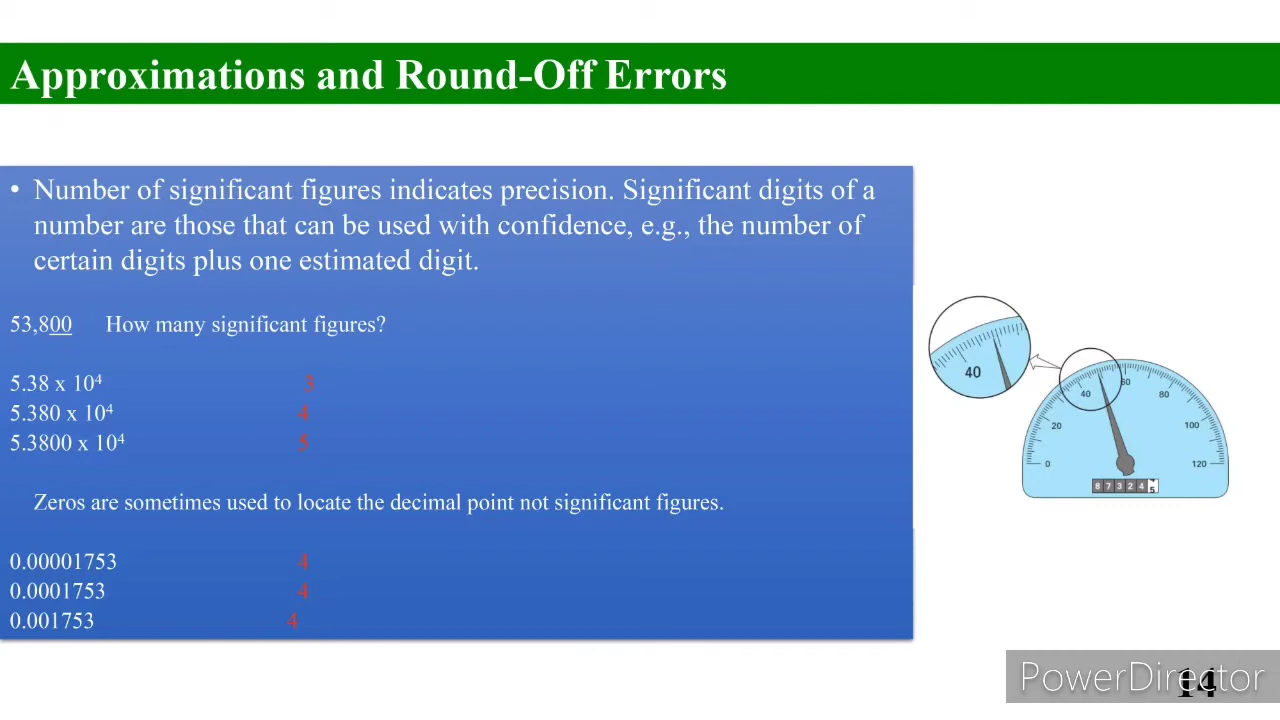 Approximations and Round-Off Errors
• Number of significant figures indicates precision. Significant digits of a
number are those that can be used with confidence, e.g., the number of
certain digits plus one estimated digit.
53,800 How many significant figures?
5.38 x 10⁴ 3
5.380 x 10⁴ 4
5.3800 x 10⁴ 5
Zeros are sometimes used to locate the decimal point not significant figures.
0.00001753 4
0.0001753 4
0.001753 4
40
0
20
40
60
80
100
120
8 7 3 2 4 5
PowerDirector
14